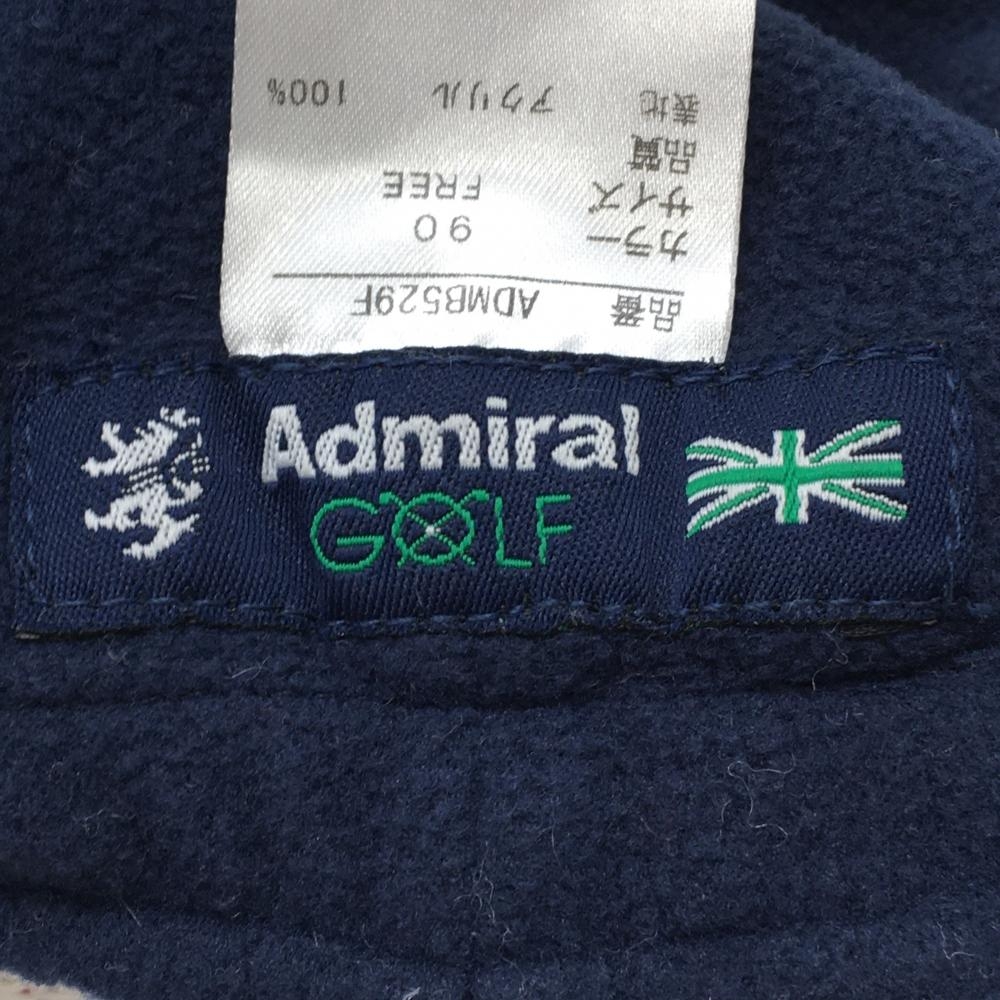 品番 ADMB529F
カラー 90
サイズ FREE
品質
表地 アクリル 100%
Admiral
GOLF